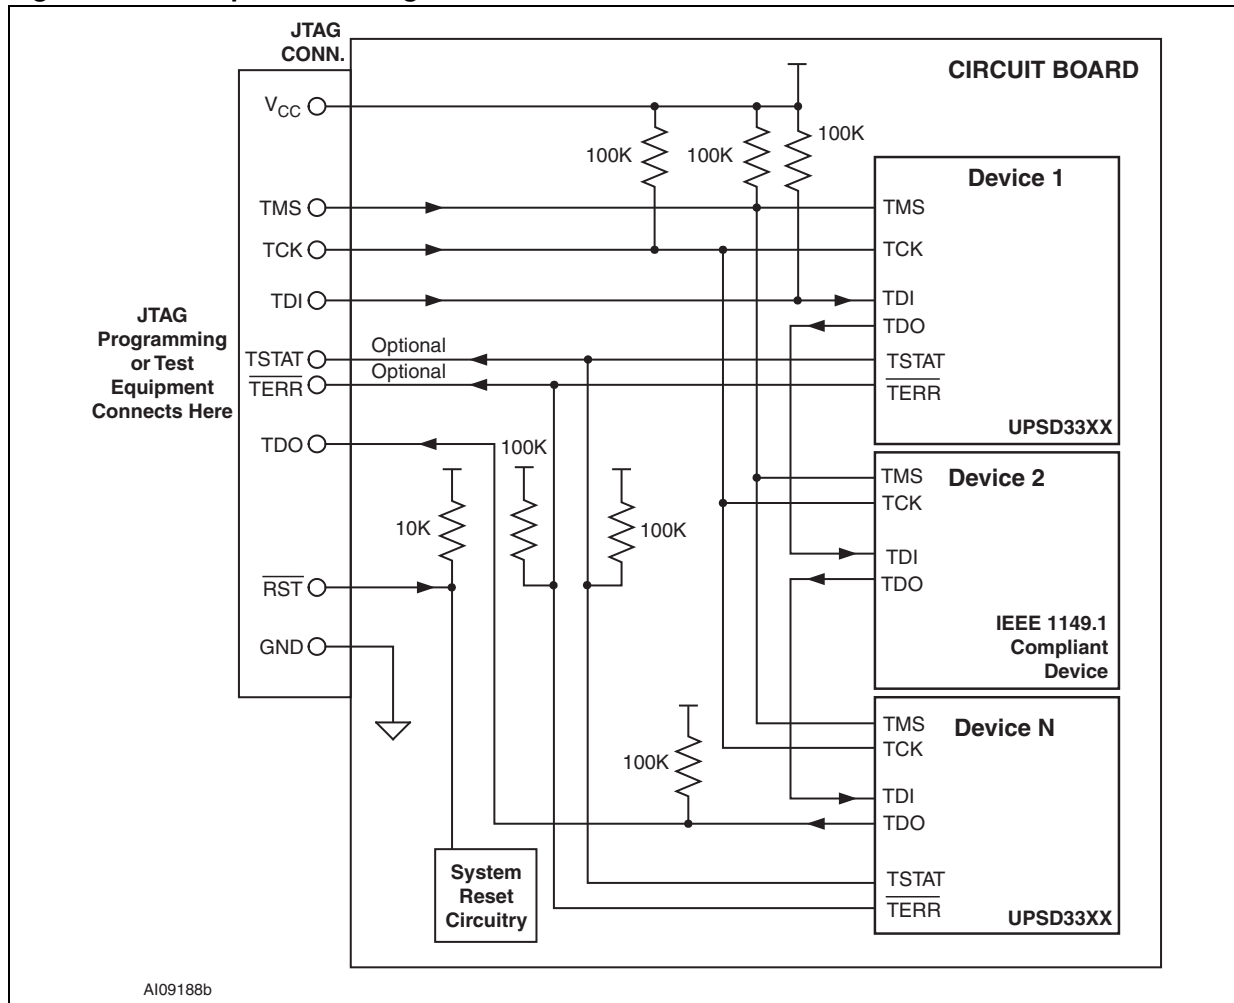 JTAG
CONN.
CIRCUIT BOARD
VCC
100K
100K
100K
Device 1
TMS
TMS
TCK
TCK
TDI
TDI
TDO
JTAG
Programming
or Test
Equipment
Connects Here
TSTAT
Optional
TSTAT
TERR
Optional
TERR
UPSD33XX
TDO
100K
10K
100K
TMS
Device 2
TCK
TDI
TDO
RST
IEEE 1149.1
Compliant
Device
GND
TMS
Device N
TCK
100K
TDI
TDO
System
Reset
Circuitry
TSTAT
TERR
UPSD33XX
AI09188b